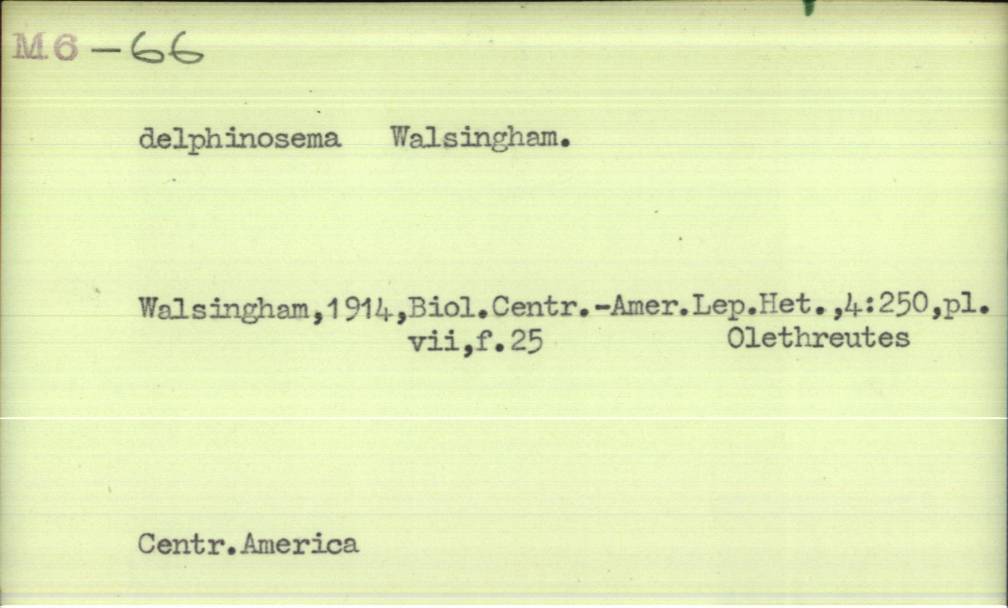 M6-66
delphinosema Walsingham.
Walsingham,1914,Biol.Centr.-Amer.Lep.Het.,4:250,pl.
vii,f.25 Olethreutes
Centr.America